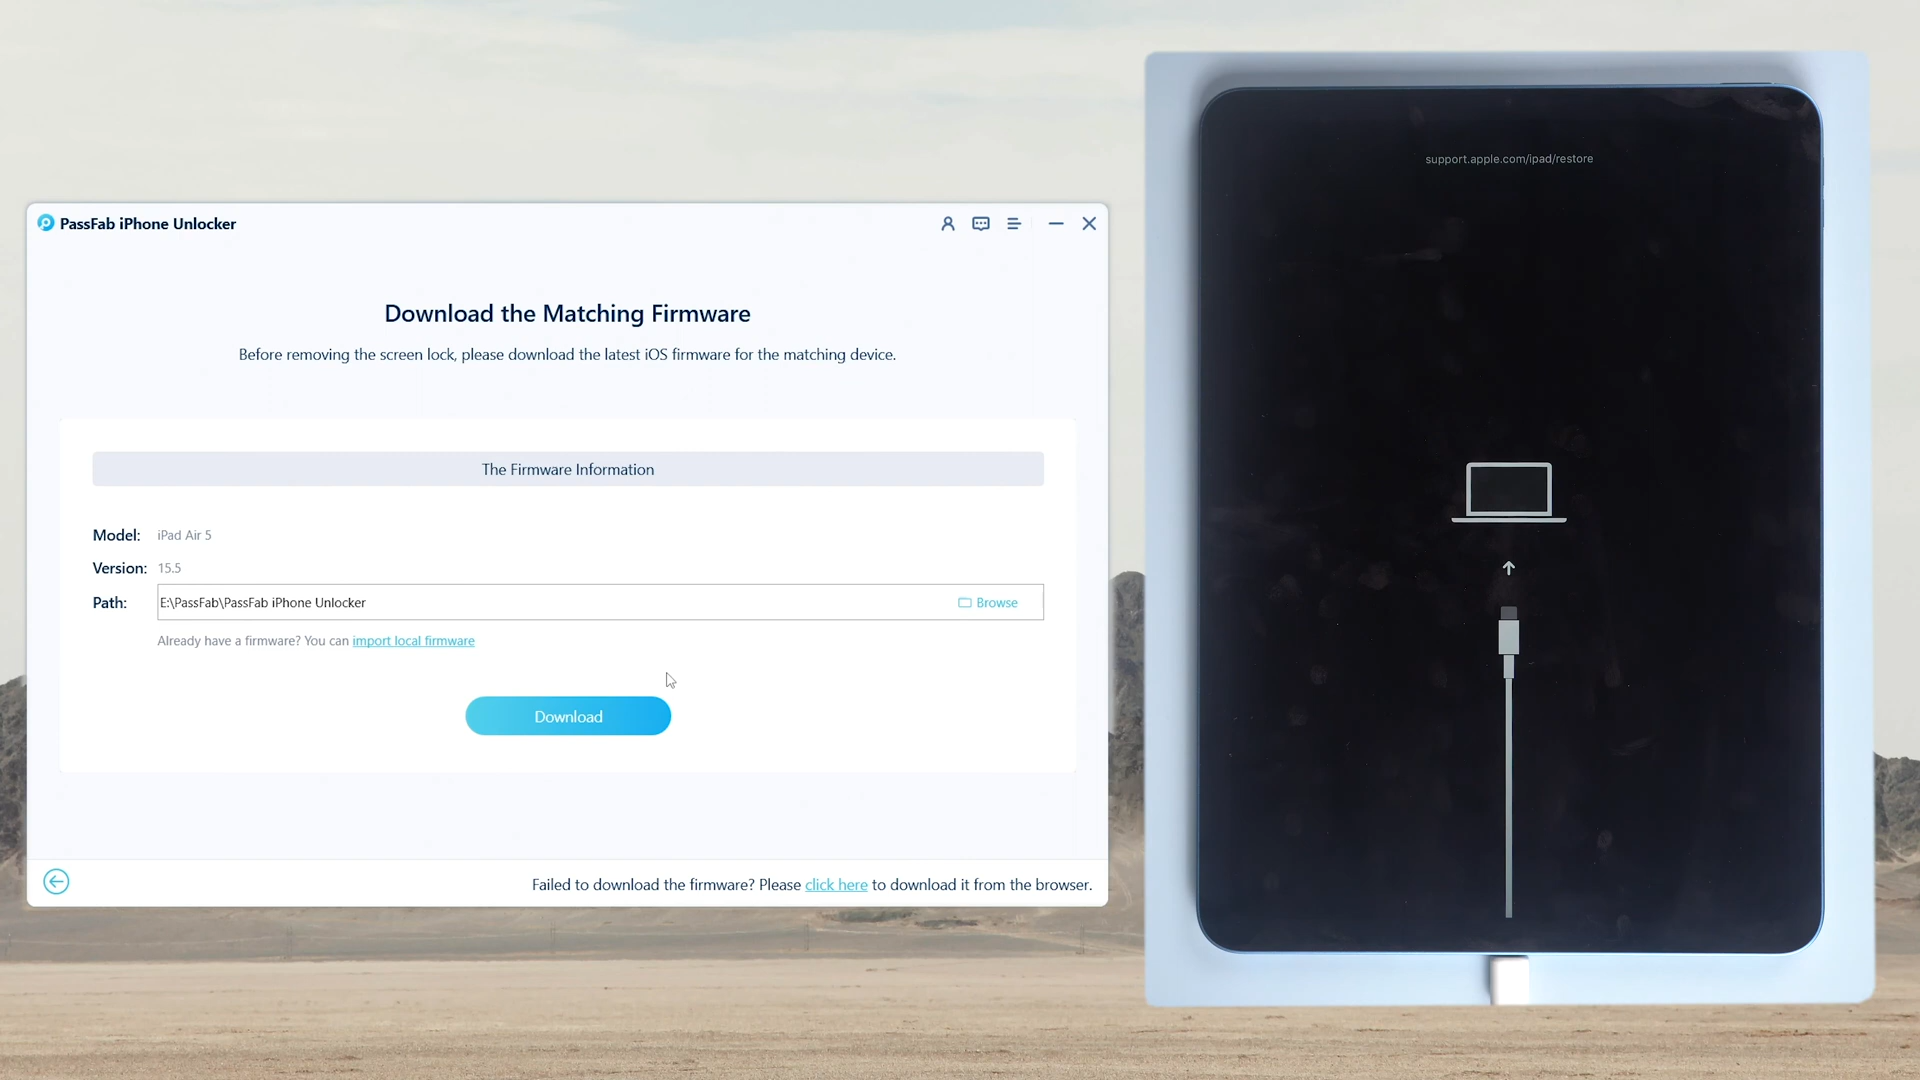 PassFab iPhone Unlocker
Download the Matching Firmware
Before removing the screen lock, please download the latest iOS firmware for the matching device.
The Firmware Information
Model: iPad Air 5
Version: 15.5
Path: E:\PassFab\PassFab iPhone Unlocker Browse
Already have a firmware? You can import local firmware
Download
Failed to download the firmware? Please click here to download it from the browser.
support.apple.com/ipad/restore